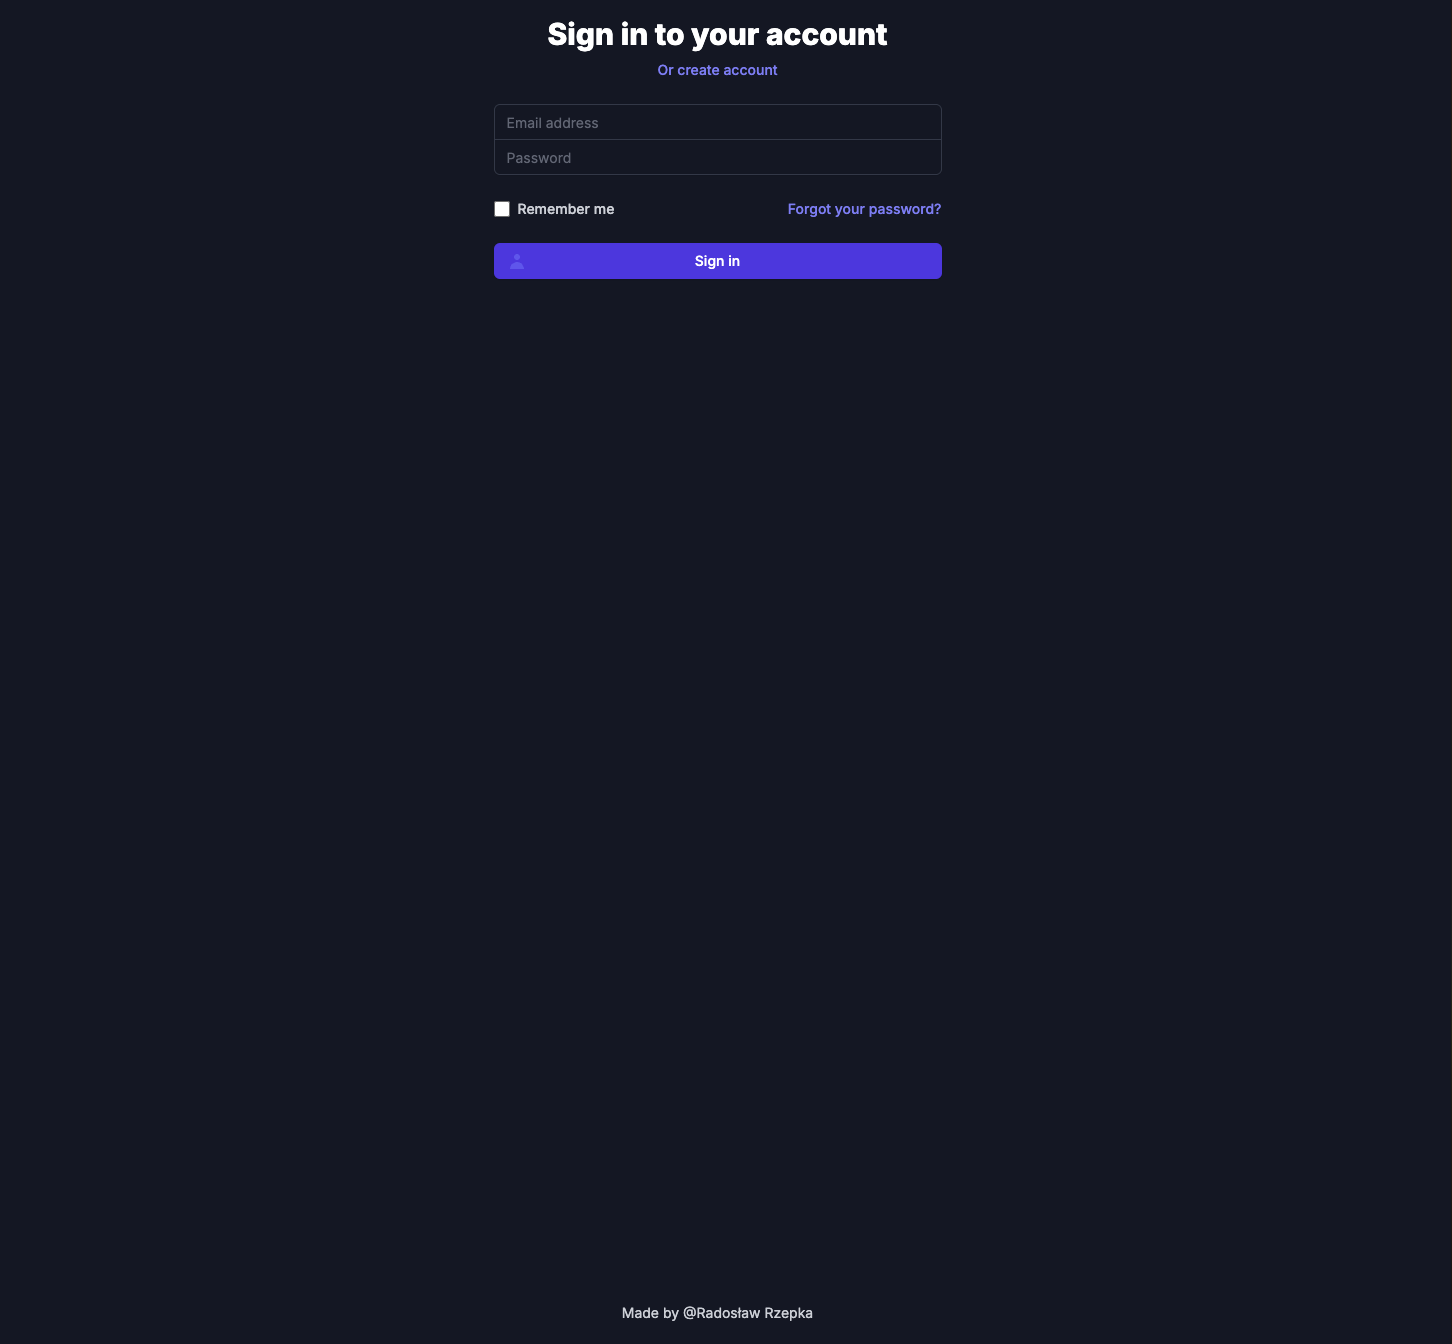 Sign in to your account
Or create account
Email address
Password
Remember me
Forgot your password?
Sign in
Made by @Radosław Rzepka